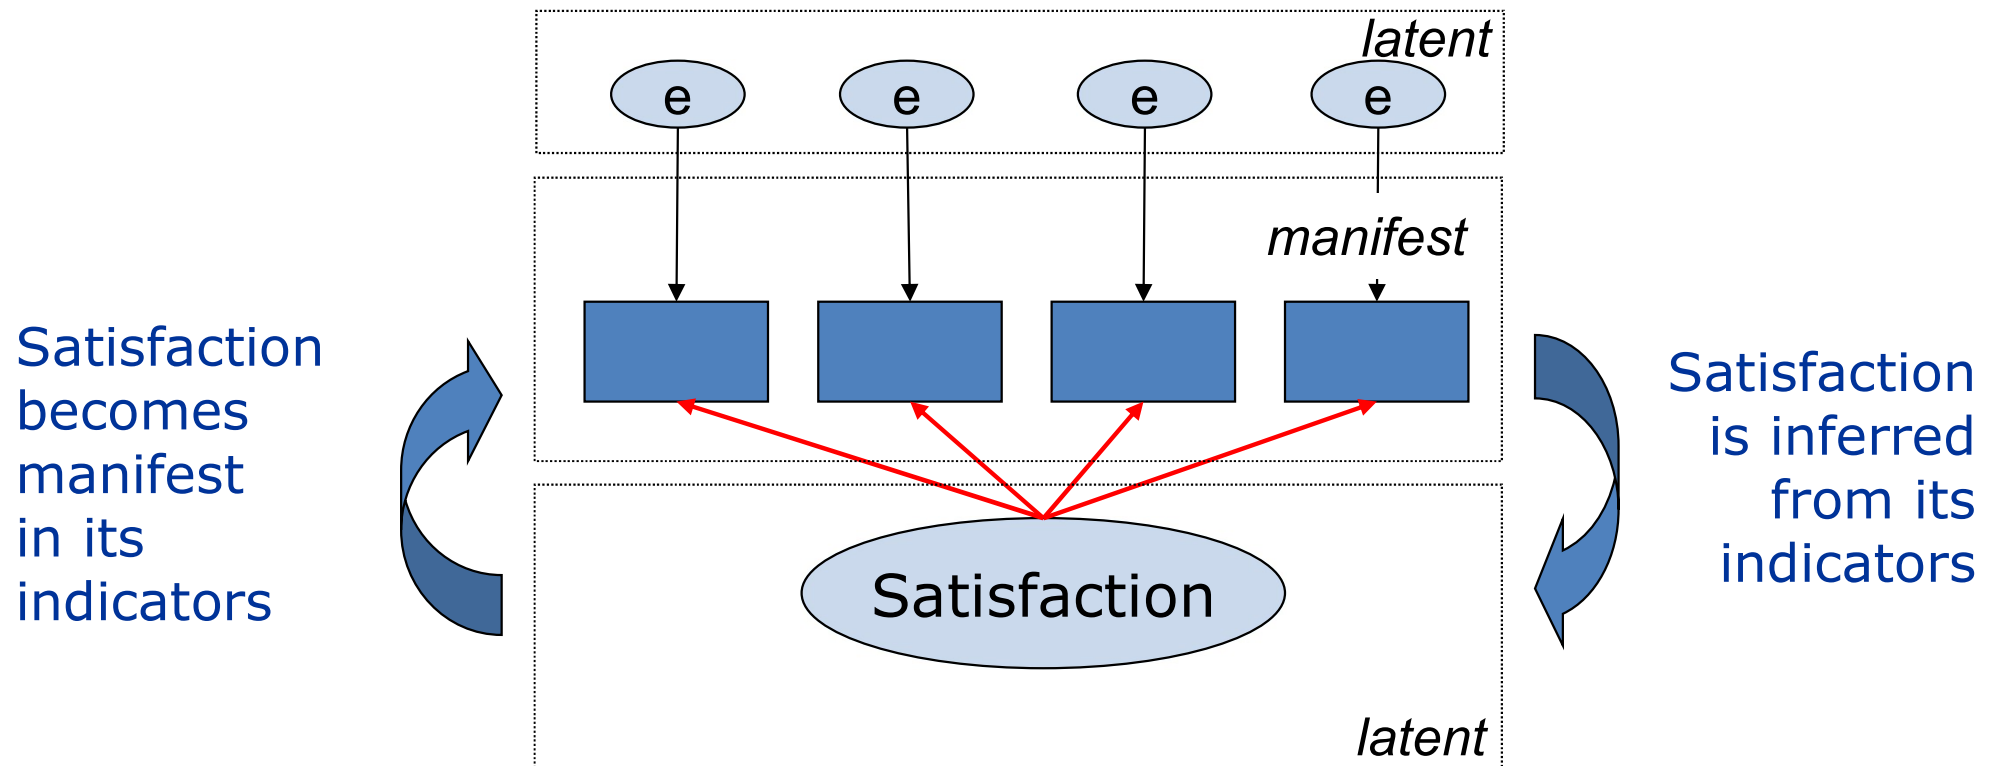 latent
e e e e
manifest
Satisfaction
becomes
manifest
in its
indicators
Satisfaction
is inferred
from its
indicators
Satisfaction
latent